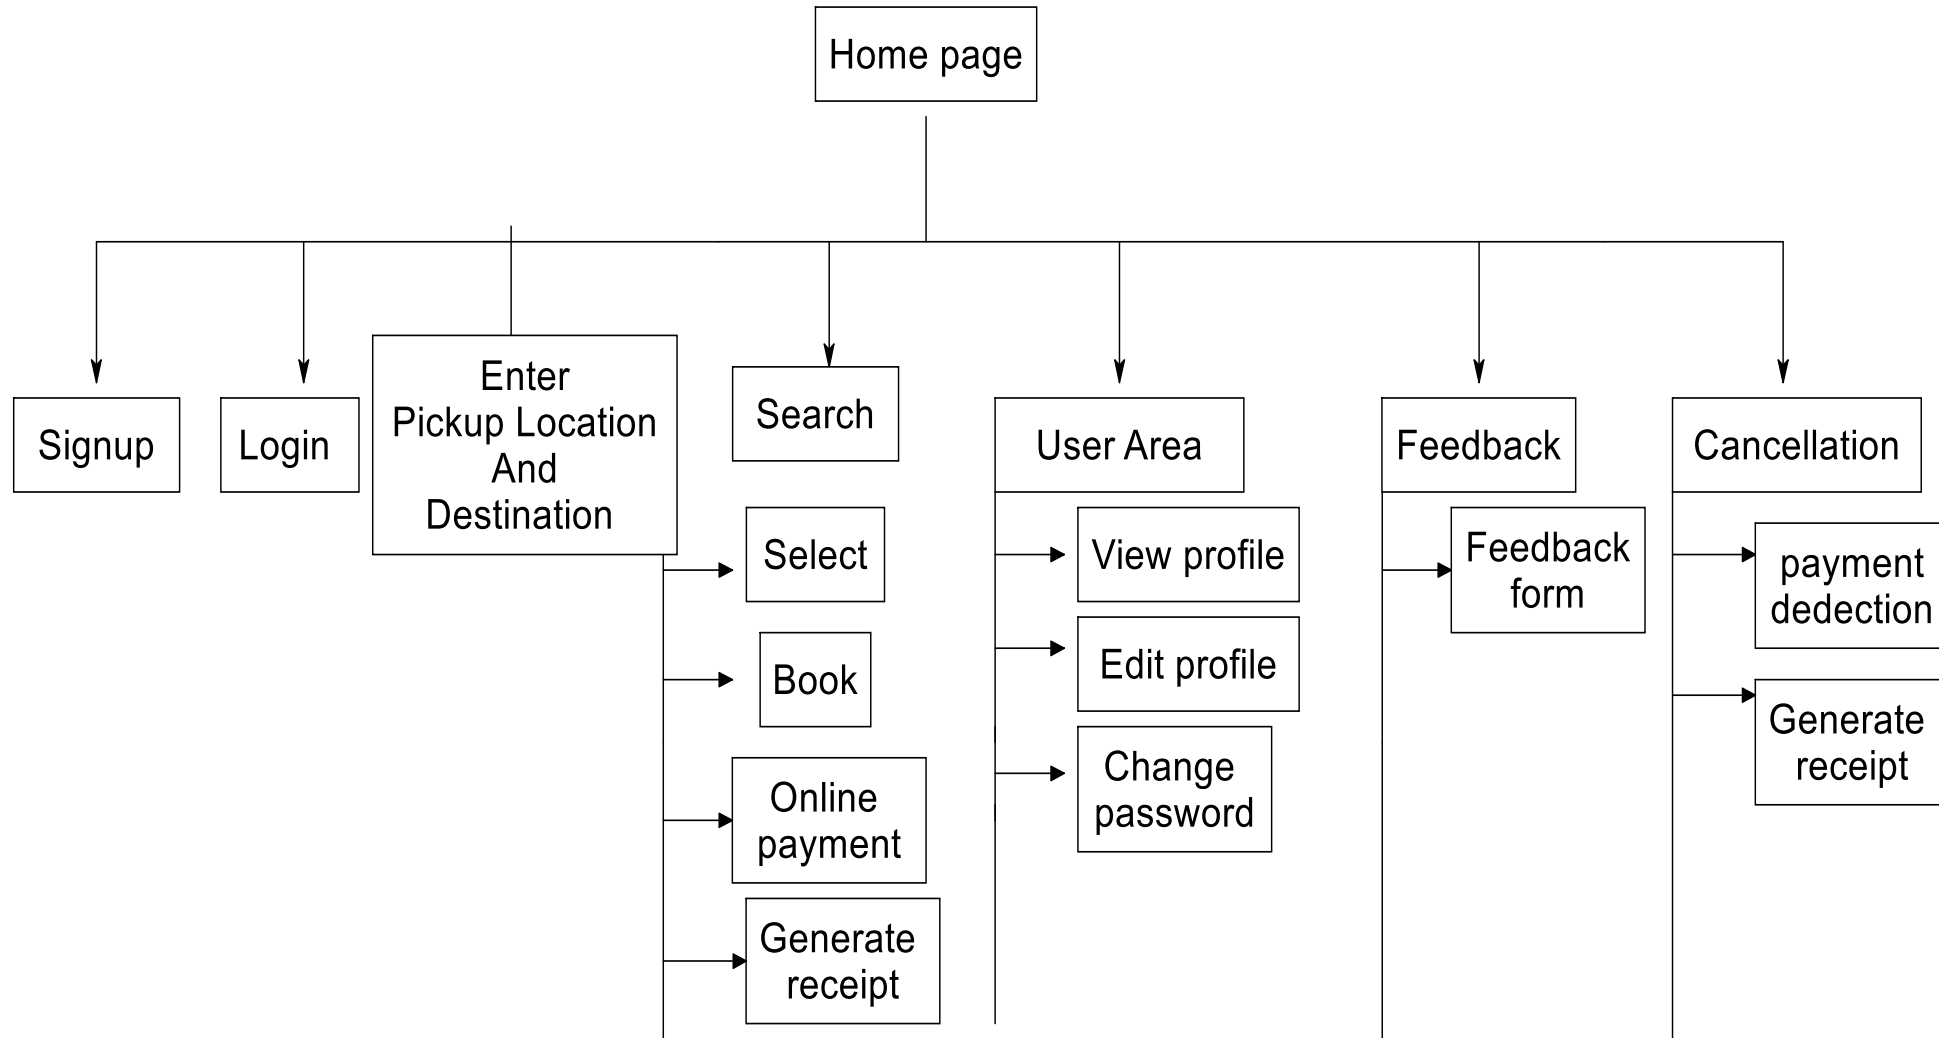 Home page
Signup
Login
Enter
Pickup Location
And
Destination
Search
User Area
Feedback
Cancellation
Select
Book
Online
payment
Generate
receipt
View profile
Edit profile
Change
password
Feedback
form
payment
dedection
Generate
receipt